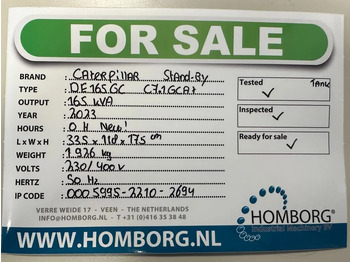 FOR SALE
BRAND : Caterpillar Stand-By
TYPE : DE165GC C7.1GCAt
OUTPUT : 165 kVA
YEAR : 2023
HOURS : 0 H New!
L x W x H : 335 x 118 x 175 cm
WEIGHT : 1.926 kg
VOLTS : 230/400 v
HERTZ : 50 Hz
IP CODE : 000 5995-2210-2694
Tested Tank
Inspected
Ready for sale
HOMBORG
Industrial Machinery BV
VERRE WEIDE 17 - VEEN - THE NETHERLANDS
INFO@HOMBORG.NL - T +31 (0)416 35 38 48
WWW.HOMBORG.NL